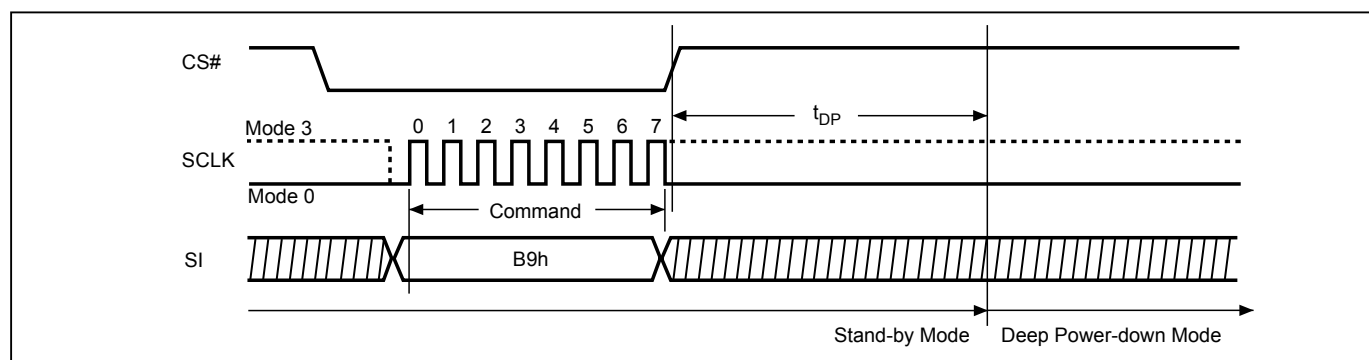 CS#
t_DP
Mode 3
0 1 2 3 4 5 6 7
SCLK
Mode 0
Command
SI
B9h
Stand-by Mode
Deep Power-down Mode